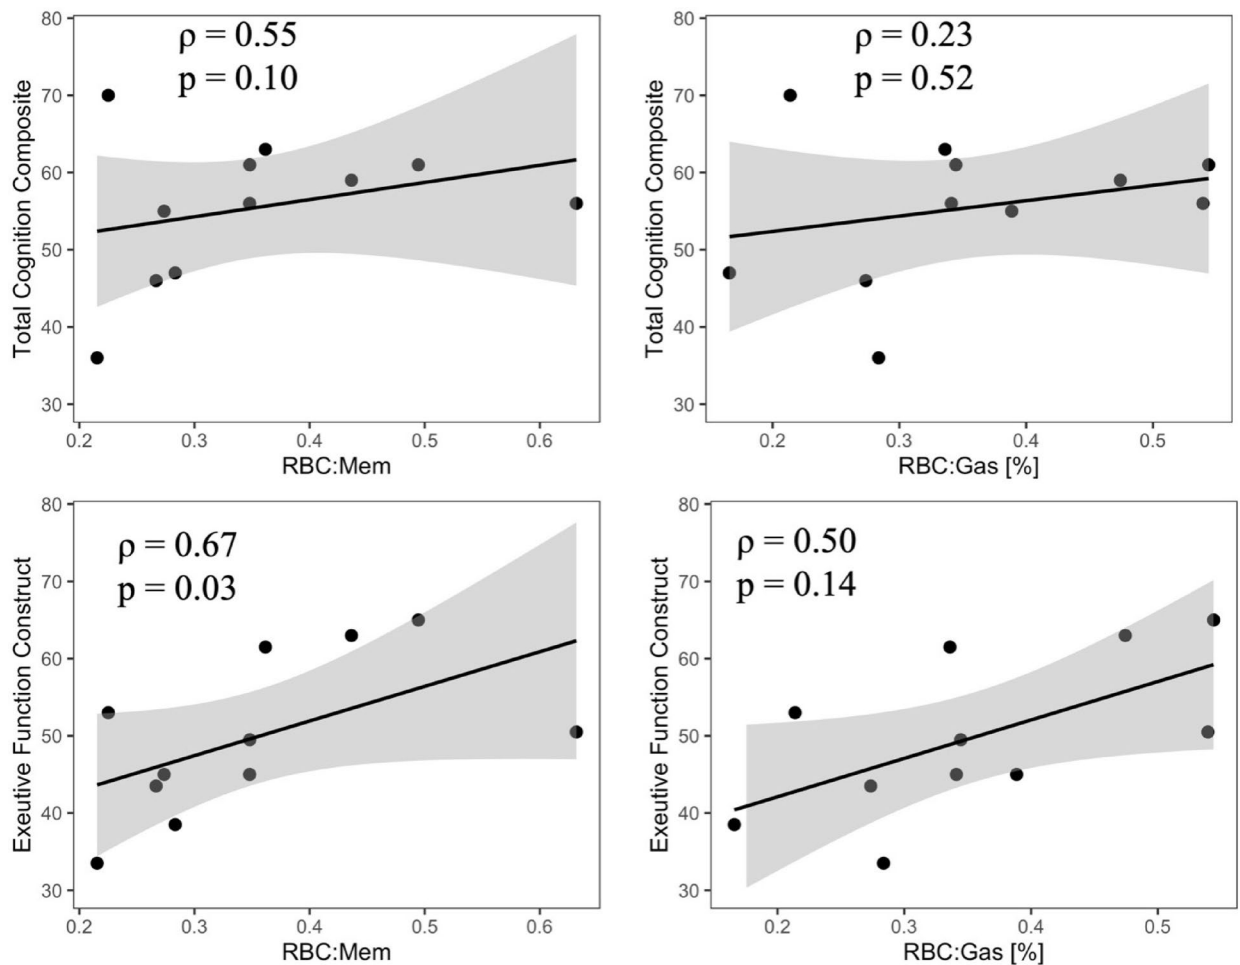 ρ = 0.55
p = 0.10
80
70
60
50
40
30
Total Cognition Composite
0.2 0.3 0.4 0.5 0.6
RBC:Mem
ρ = 0.23
p = 0.52
80
70
60
50
40
30
Total Cognition Composite
0.2 0.3 0.4 0.5
RBC:Gas [%]
ρ = 0.67
p = 0.03
80
70
60
50
40
30
Exeutive Function Construct
0.2 0.3 0.4 0.5 0.6
RBC:Mem
ρ = 0.50
p = 0.14
80
70
60
50
40
30
Exeutive Function Construct
0.2 0.3 0.4 0.5
RBC:Gas [%]